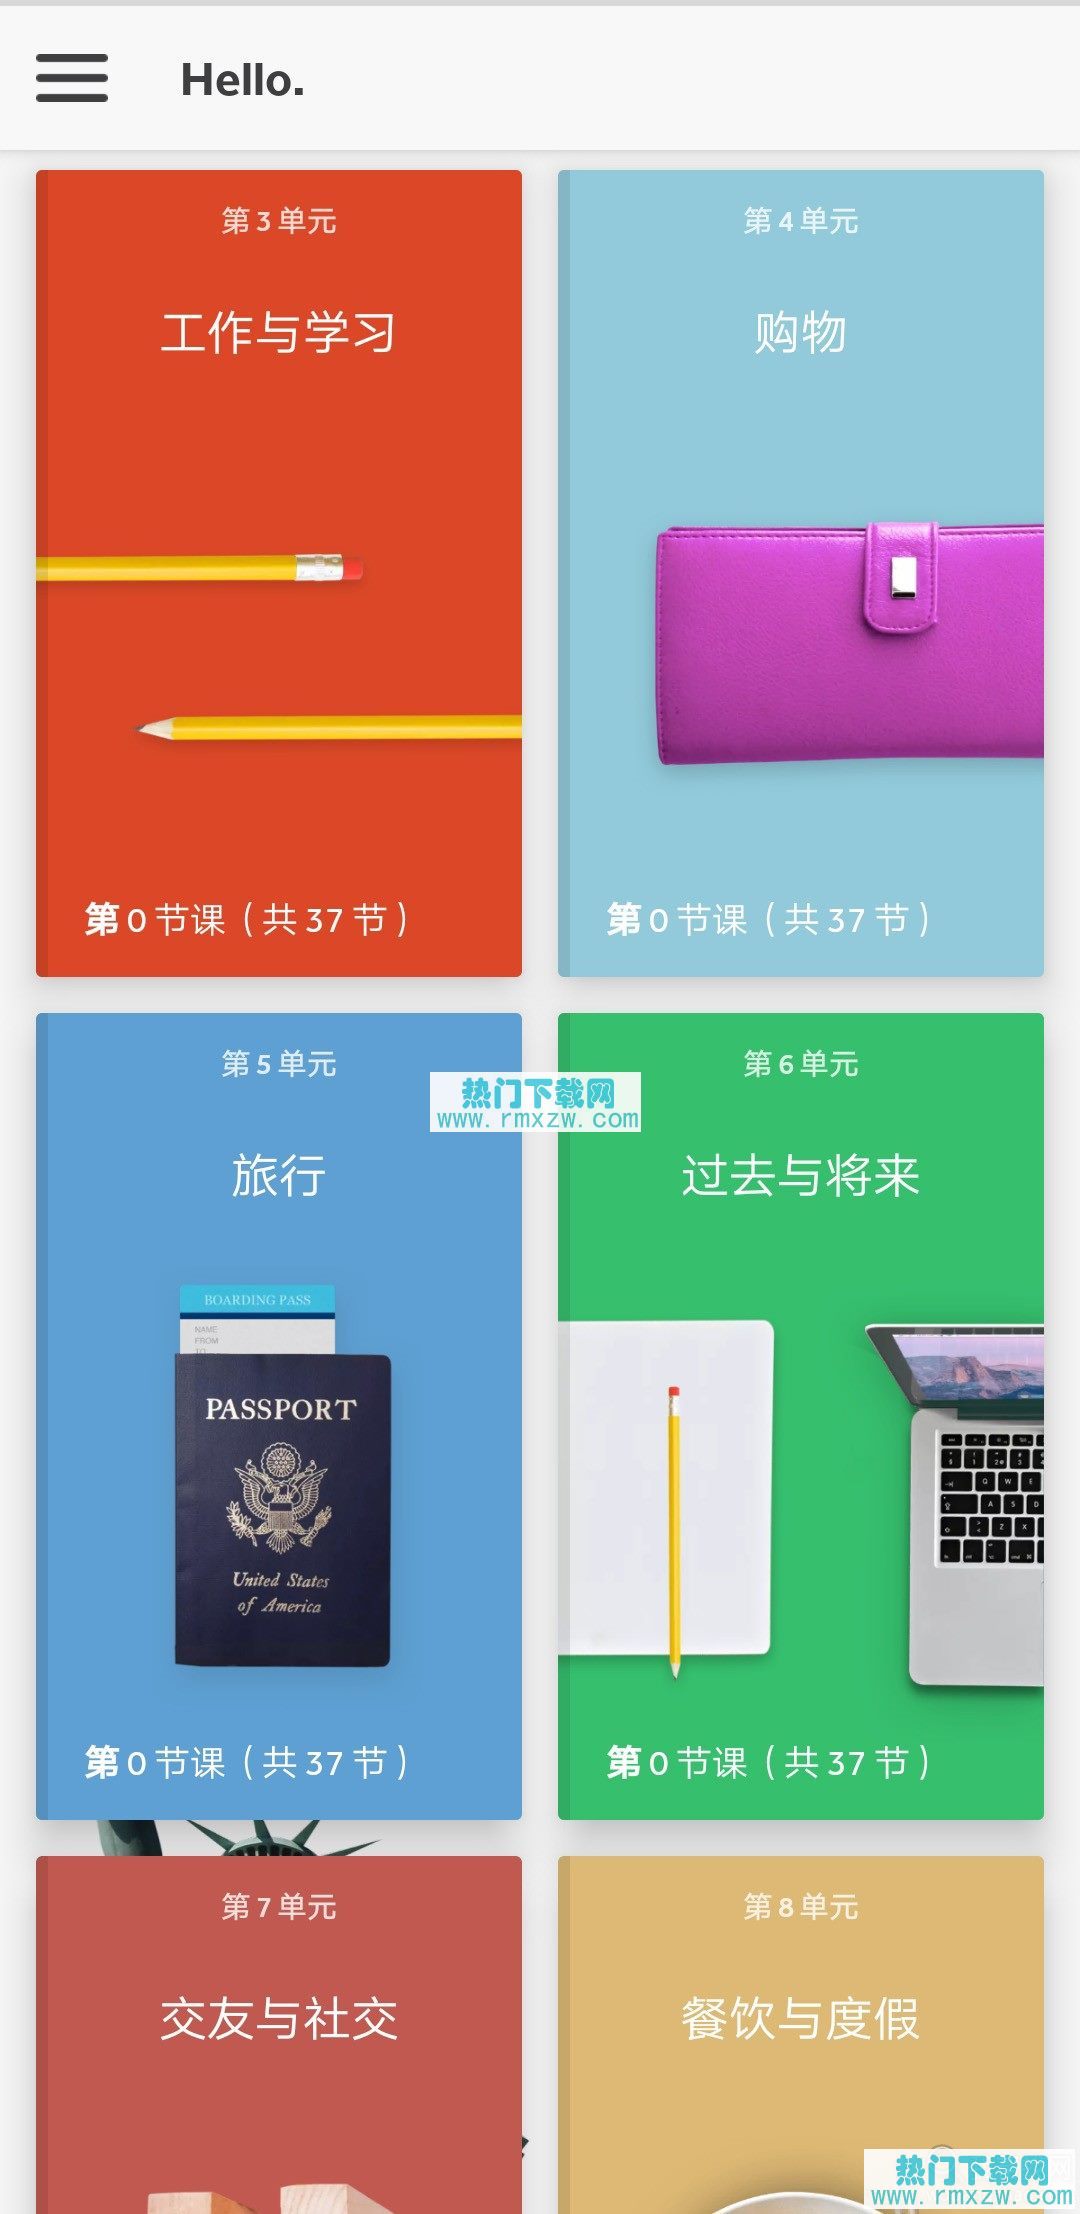 Hello.
第 3 单元
工作与学习
第 0 节课（共 37 节）
第 4 单元
购物
第 0 节课（共 37 节）
第 5 单元
旅行
BOARDING PASS
NAME
FROM
TO
PASSPORT
United States
of America
第 0 节课（共 37 节）
第 6 单元
过去与将来
第 0 节课（共 37 节）
热门下载网
www.rmxzw.com
第 7 单元
交友与社交
第 8 单元
餐饮与度假
热门下载网
www.rmxzw.com